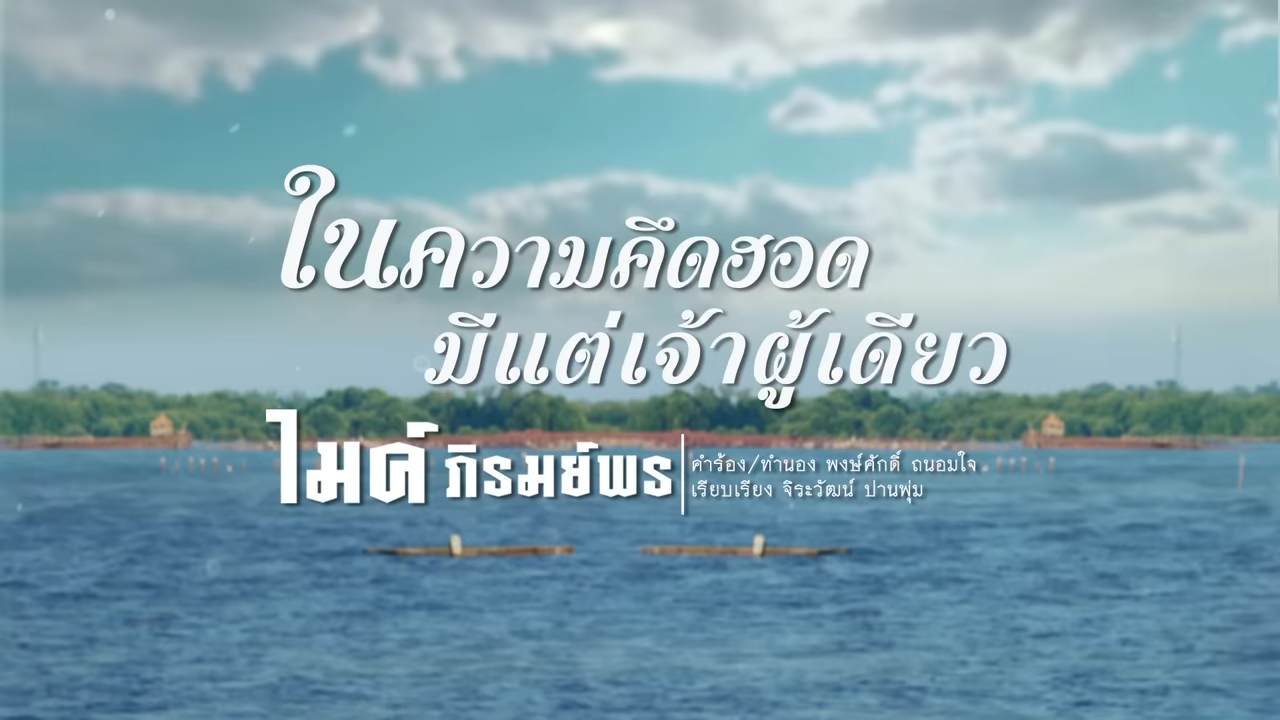 ในความคึดฮอด
มีแต่เจ้าผู้เดียว
ไมค์ ภิรมย์พร
คำร้อง/ทำนอง พงษ์ศักดิ์ ถนอมใจ
เรียบเรียง จิระวัฒน์ ปานพุ่ม